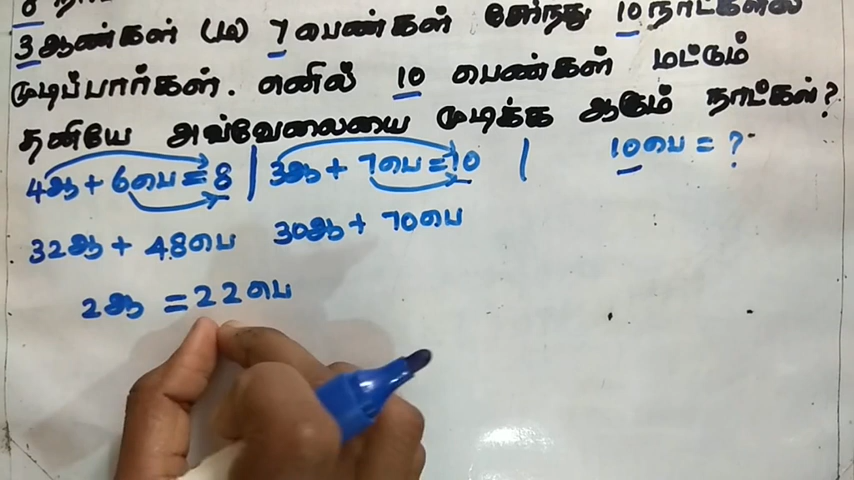 8
3 ஆண்கள் (ம) 7 பெண்கள் சேர்ந்து 10 நாட்களில்
முடிப்பார்கள். எனில் 10 பெண்கள் மட்டும்
தனியே அவ்வேலையை முடிக்க ஆகும் நாட்கள்?
4ஆ + 6பெ = 8 | 3ஆ + 7பெ = 10 | 10பெ = ?
32ஆ + 48பெ 30ஆ + 70பெ
2ஆ = 22பெ